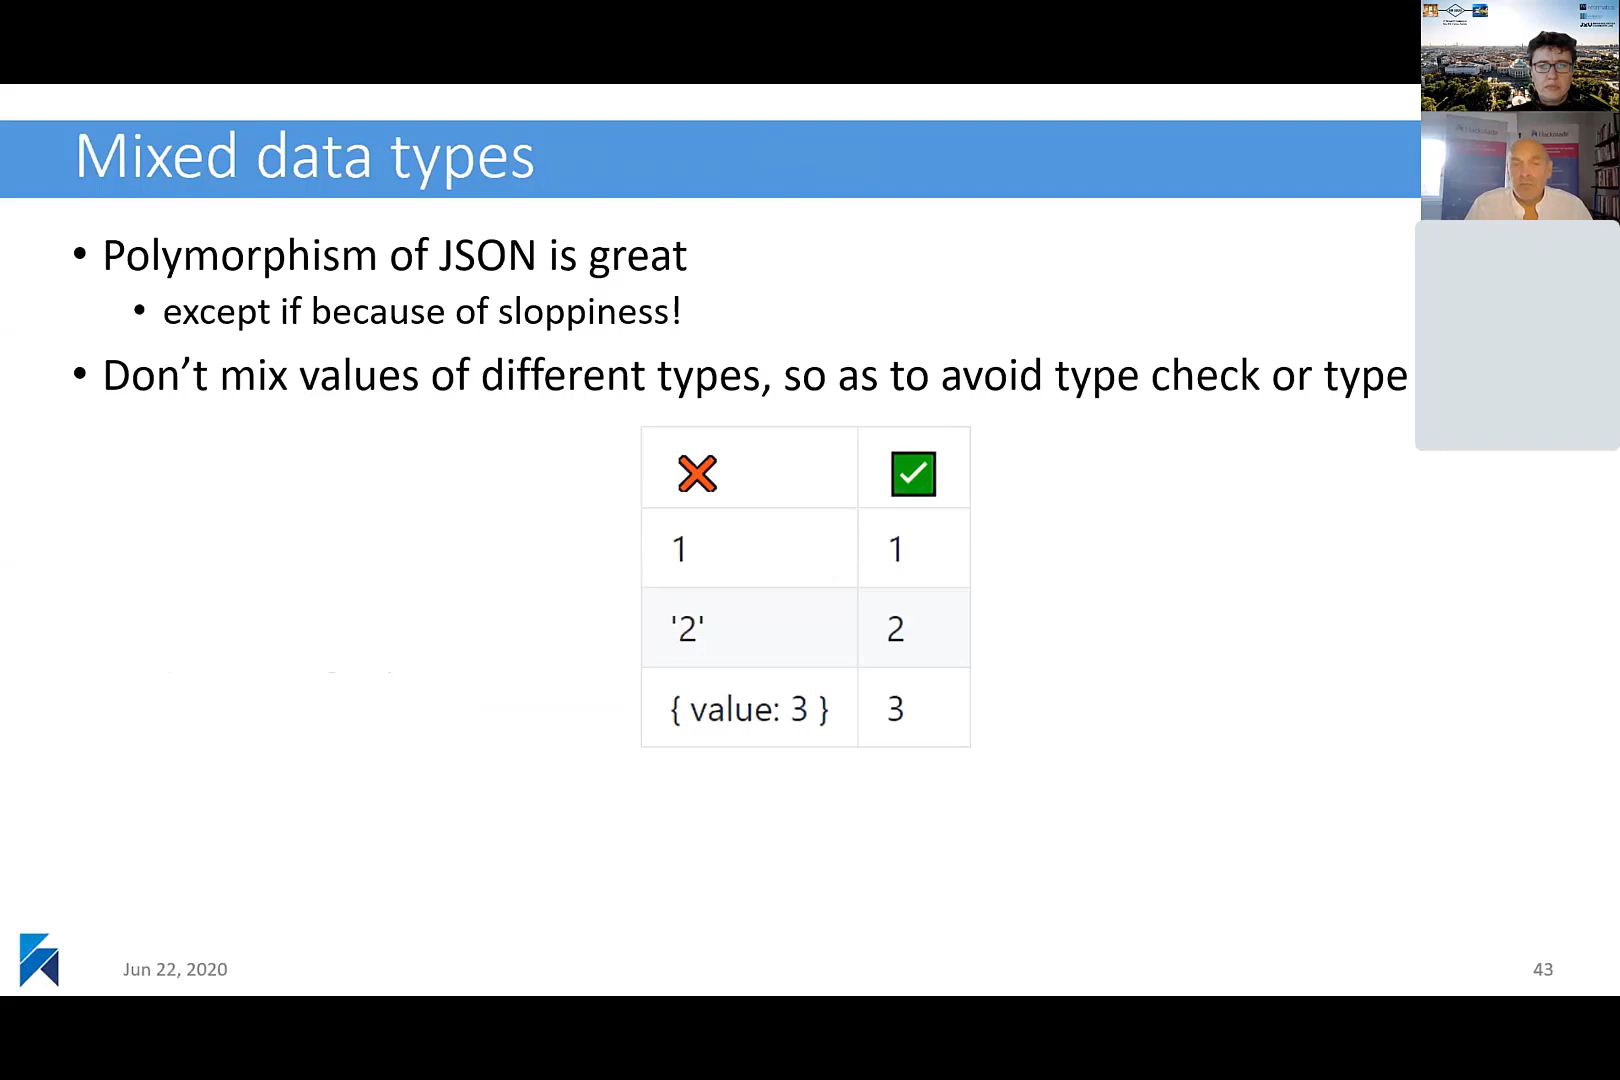 Mixed data types
• Polymorphism of JSON is great
• except if because of sloppiness!
• Don’t mix values of different types, so as to avoid type check or type
1 1
'2' 2
{ value: 3 } 3
Jun 22, 2020 43
Hackolade
Hackolade